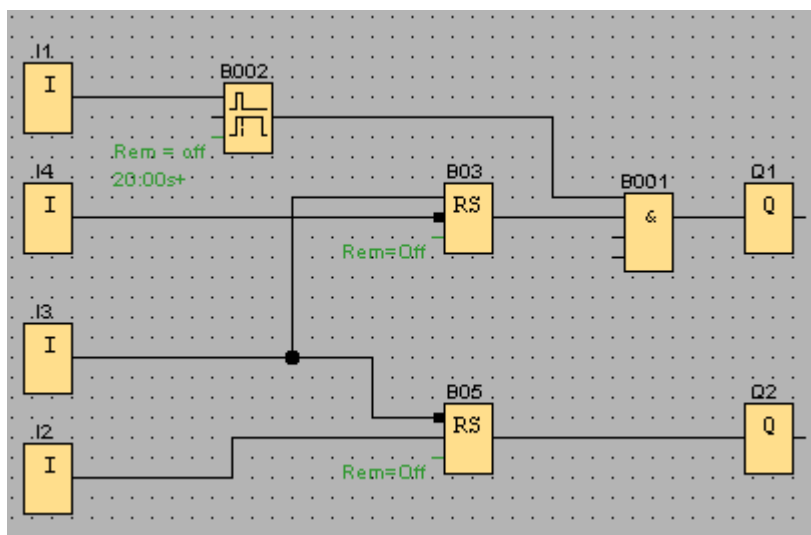 I1
I
B002
Rem = off
20:00s+
I4
I
B03
RS
Rem=Off
B001
&
Q1
Q
I3
I
B05
RS
Rem=Off
Q2
Q
I2
I